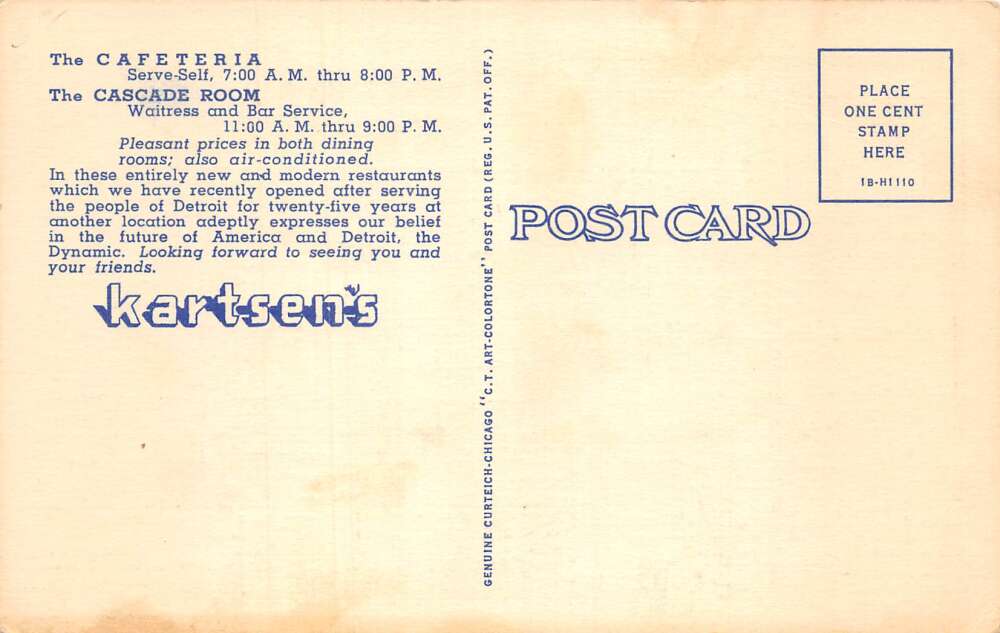 The CAFETERIA
Serve-Self, 7:00 A. M. thru 8:00 P. M.
The CASCADE ROOM
Waitress and Bar Service,
11:00 A. M. thru 9:00 P. M.
Pleasant prices in both dining
rooms; also air-conditioned.
In these entirely new and modern restaurants
which we have recently opened after serving
the people of Detroit for twenty-five years at
another location adeptly expresses our belief
in the future of America and Detroit, the
Dynamic. Looking forward to seeing you and
your friends.
kartsen's
GENUINE CURTEICH-CHICAGO "C.T. ART-COLORTONE" POST CARD (REG. U.S. PAT. OFF.)
POST CARD
PLACE
ONE CENT
STAMP
HERE
1B-H1110